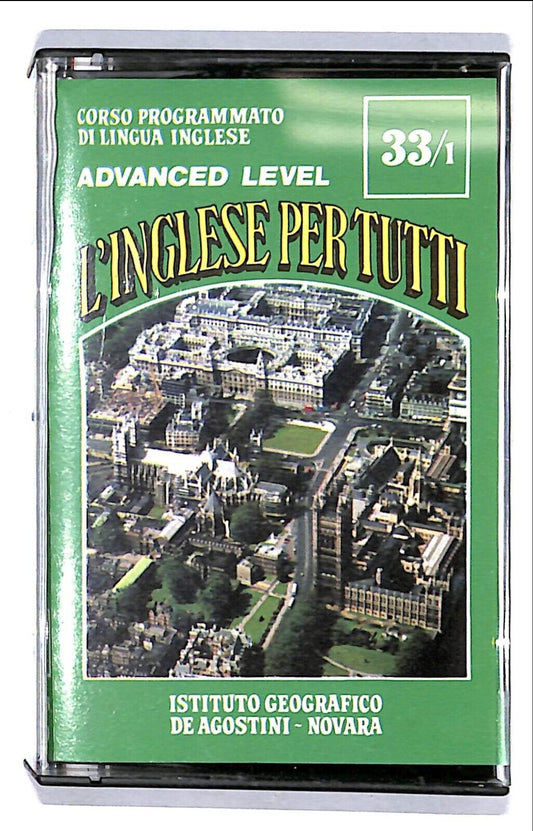 CORSO PROGRAMMATO
DI LINGUA INGLESE
33/1
ADVANCED LEVEL
L'INGLESE PER TUTTI
ISTITUTO GEOGRAFICO
DE AGOSTINI - NOVARA